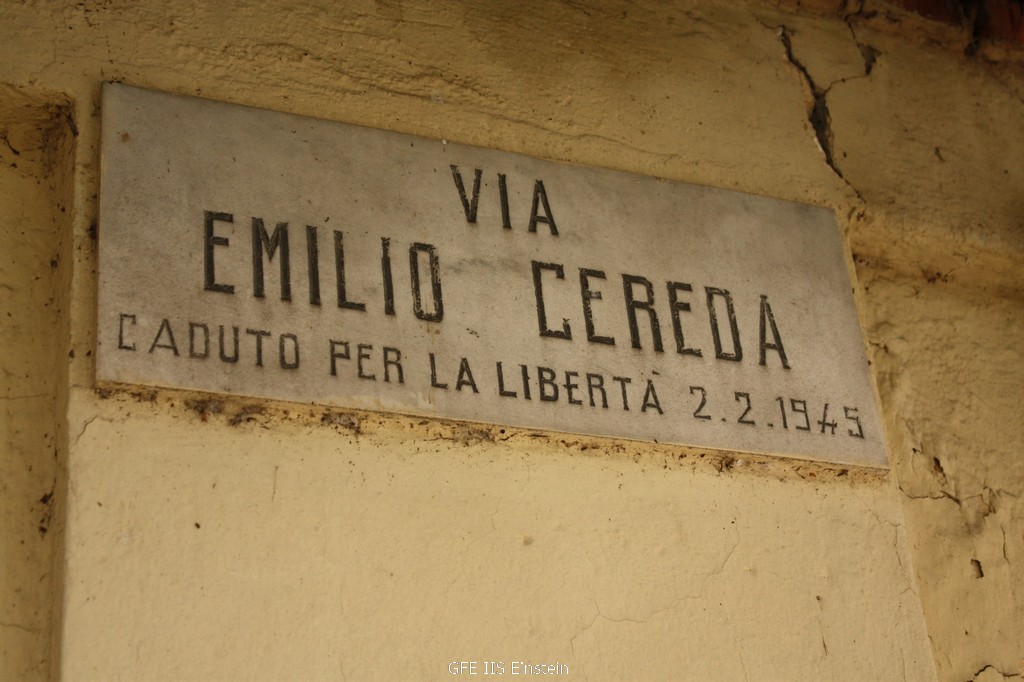 VIA
EMILIO CEREDA
CADUTO PER LA LIBERTÀ 2.2.1945
GFE IIS Einstein